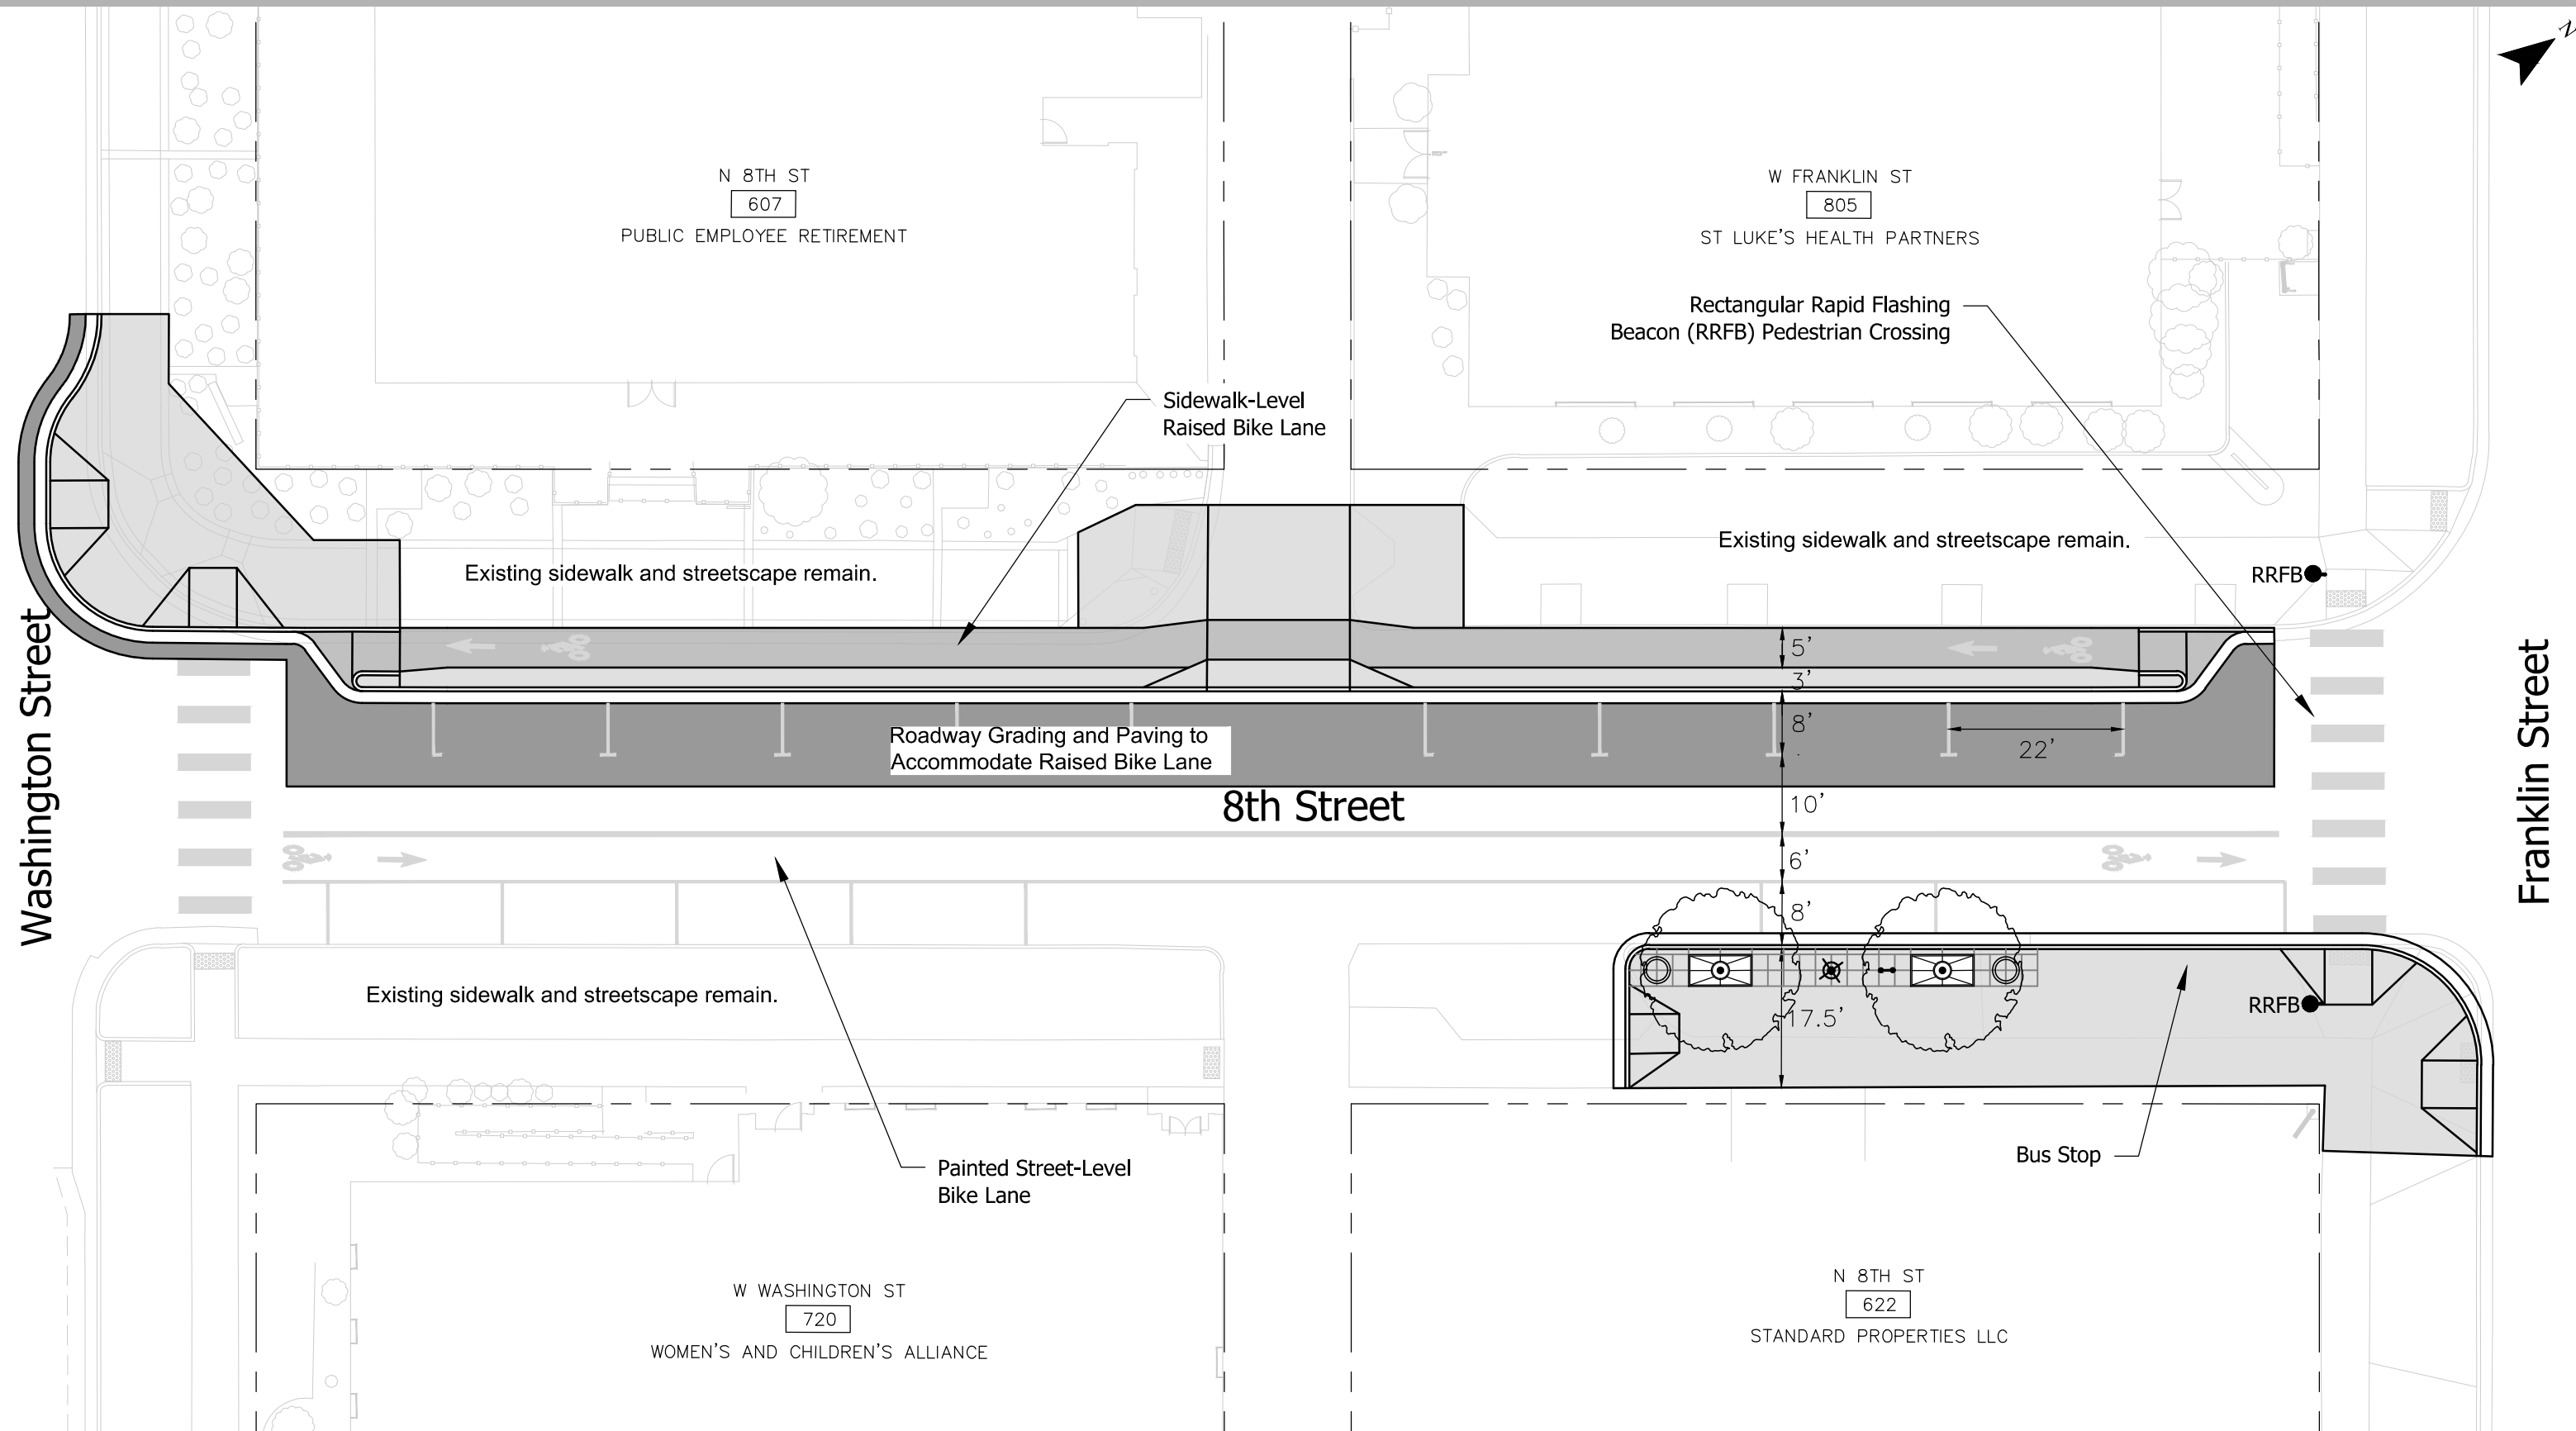 N
N 8TH ST
607
PUBLIC EMPLOYEE RETIREMENT
W FRANKLIN ST
805
ST LUKE'S HEALTH PARTNERS
Rectangular Rapid Flashing
Beacon (RRFB) Pedestrian Crossing
Sidewalk-Level
Raised Bike Lane
Existing sidewalk and streetscape remain.
Existing sidewalk and streetscape remain.
RRFB
Washington Street
Franklin Street
5'
3'
8'
22'
Roadway Grading and Paving to
Accommodate Raised Bike Lane
8th Street
10'
6'
8'
17.5'
Existing sidewalk and streetscape remain.
RRFB
Bus Stop
Painted Street-Level
Bike Lane
W WASHINGTON ST
720
WOMEN'S AND CHILDREN'S ALLIANCE
N 8TH ST
622
STANDARD PROPERTIES LLC